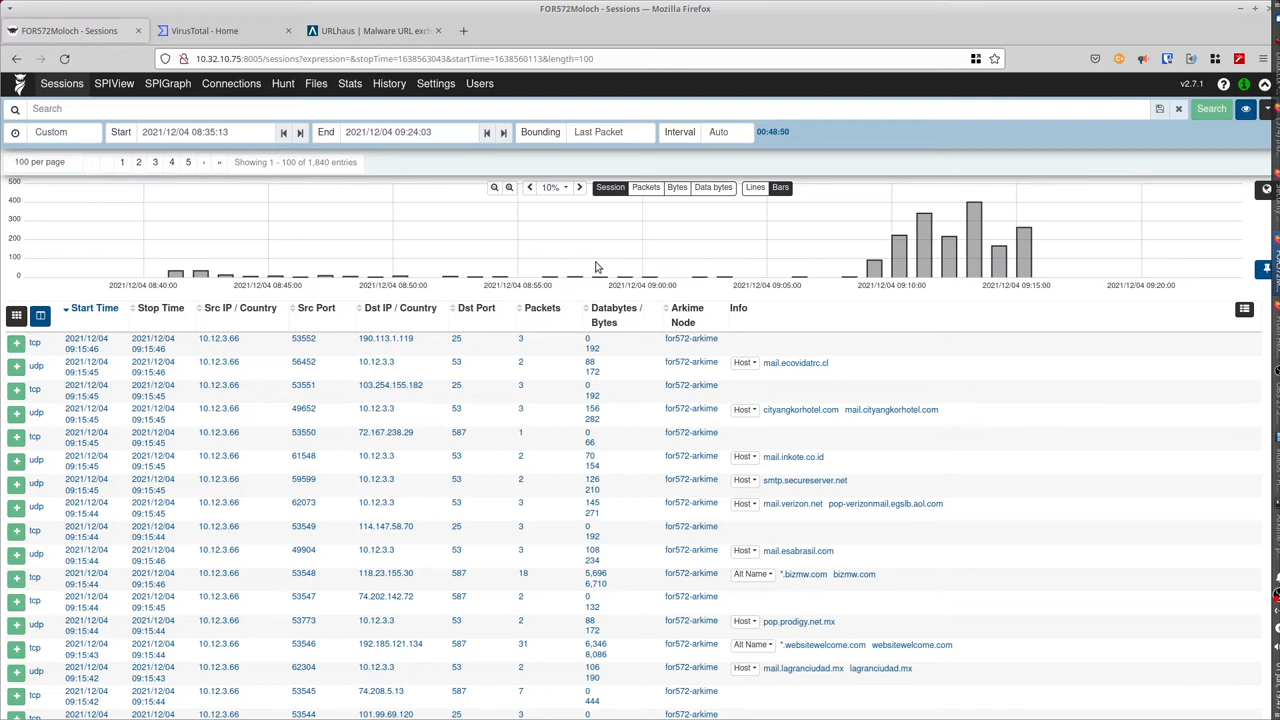 FOR572Moloch - Sessions — Mozilla Firefox
FOR572Moloch - Sessions
VirusTotal - Home
URLhaus | Malware URL exch
10.32.10.75:8005/sessions?expression=&stopTime=1638563043&startTime=1638560113&length=100
Sessions SPIView SPIGraph Connections Hunt Files Stats History Settings Users v2.7.1
Search Search
Custom Start 2021/12/04 08:35:13 End 2021/12/04 09:24:03 Bounding Last Packet Interval Auto 00:48:50
100 per page 1 2 3 4 5 › » Showing 1 - 100 of 1,840 entries
10% Session Packets Bytes Data bytes Lines Bars
500
400
300
200
100
0
2021/12/04 08:40:00 2021/12/04 08:45:00 2021/12/04 08:50:00 2021/12/04 08:55:00 2021/12/04 09:00:00 2021/12/04 09:05:00 2021/12/04 09:10:00 2021/12/04 09:15:00 2021/12/04 09:20:00
Start Time Stop Time Src IP / Country Src Port Dst IP / Country Dst Port Packets Databytes / Arkime Info
Bytes Node
tcp 2021/12/04 2021/12/04 10.12.3.66 53552 190.113.1.119 25 3 0 for572-arkime
09:15:46 09:15:46 192
udp 2021/12/04 2021/12/04 10.12.3.66 56452 10.12.3.3 53 2 88 for572-arkime Host mail.ecovidatrc.cl
09:15:45 09:15:46 172
tcp 2021/12/04 2021/12/04 10.12.3.66 53551 103.254.155.182 25 3 0 for572-arkime
09:15:45 09:15:46 192
udp 2021/12/04 2021/12/04 10.12.3.66 49652 10.12.3.3 53 3 156 for572-arkime Host cityangkorhotel.com mail.cityangkorhotel.com
09:15:45 09:15:45 282
tcp 2021/12/04 2021/12/04 10.12.3.66 53550 72.167.238.29 587 1 0 for572-arkime
09:15:45 09:15:45 66
udp 2021/12/04 2021/12/04 10.12.3.66 61548 10.12.3.3 53 2 70 for572-arkime Host mail.inkote.co.id
09:15:45 09:15:45 154
udp 2021/12/04 2021/12/04 10.12.3.66 59599 10.12.3.3 53 2 126 for572-arkime Host smtp.secureserver.net
09:15:45 09:15:45 210
udp 2021/12/04 2021/12/04 10.12.3.66 62073 10.12.3.3 53 3 145 for572-arkime Host mail.verizon.net pop-verizonmail.egslb.aol.com
09:15:44 09:15:45 271
tcp 2021/12/04 2021/12/04 10.12.3.66 53549 114.147.58.70 25 3 0 for572-arkime
09:15:44 09:15:44 192
udp 2021/12/04 2021/12/04 10.12.3.66 49904 10.12.3.3 53 3 108 for572-arkime Host mail.esabrasil.com
09:15:44 09:15:46 234
tcp 2021/12/04 2021/12/04 10.12.3.66 53548 118.23.155.30 587 18 5,696 for572-arkime Alt Name *.bizmw.com bizmw.com
09:15:44 09:15:46 6,710
tcp 2021/12/04 2021/12/04 10.12.3.66 53547 74.202.142.72 587 2 0 for572-arkime
09:15:44 09:15:45 132
udp 2021/12/04 2021/12/04 10.12.3.66 53773 10.12.3.3 53 2 88 for572-arkime Host pop.prodigy.net.mx
09:15:44 09:15:44 172
tcp 2021/12/04 2021/12/04 10.12.3.66 53546 192.185.121.134 587 31 6,346 for572-arkime Alt Name *.websitewelcome.com websitewelcome.com
09:15:43 09:15:44 8,086
udp 2021/12/04 2021/12/04 10.12.3.66 62304 10.12.3.3 53 2 106 for572-arkime Host mail.lagranciudad.mx lagranciudad.mx
09:15:42 09:15:43 190
tcp 2021/12/04 2021/12/04 10.12.3.66 53545 74.208.5.13 587 7 0 for572-arkime
09:15:42 09:15:44 444
tcp 2021/12/04 2021/12/04 10.12.3.66 53544 101.99.69.120 25 3 0 for572-arkime